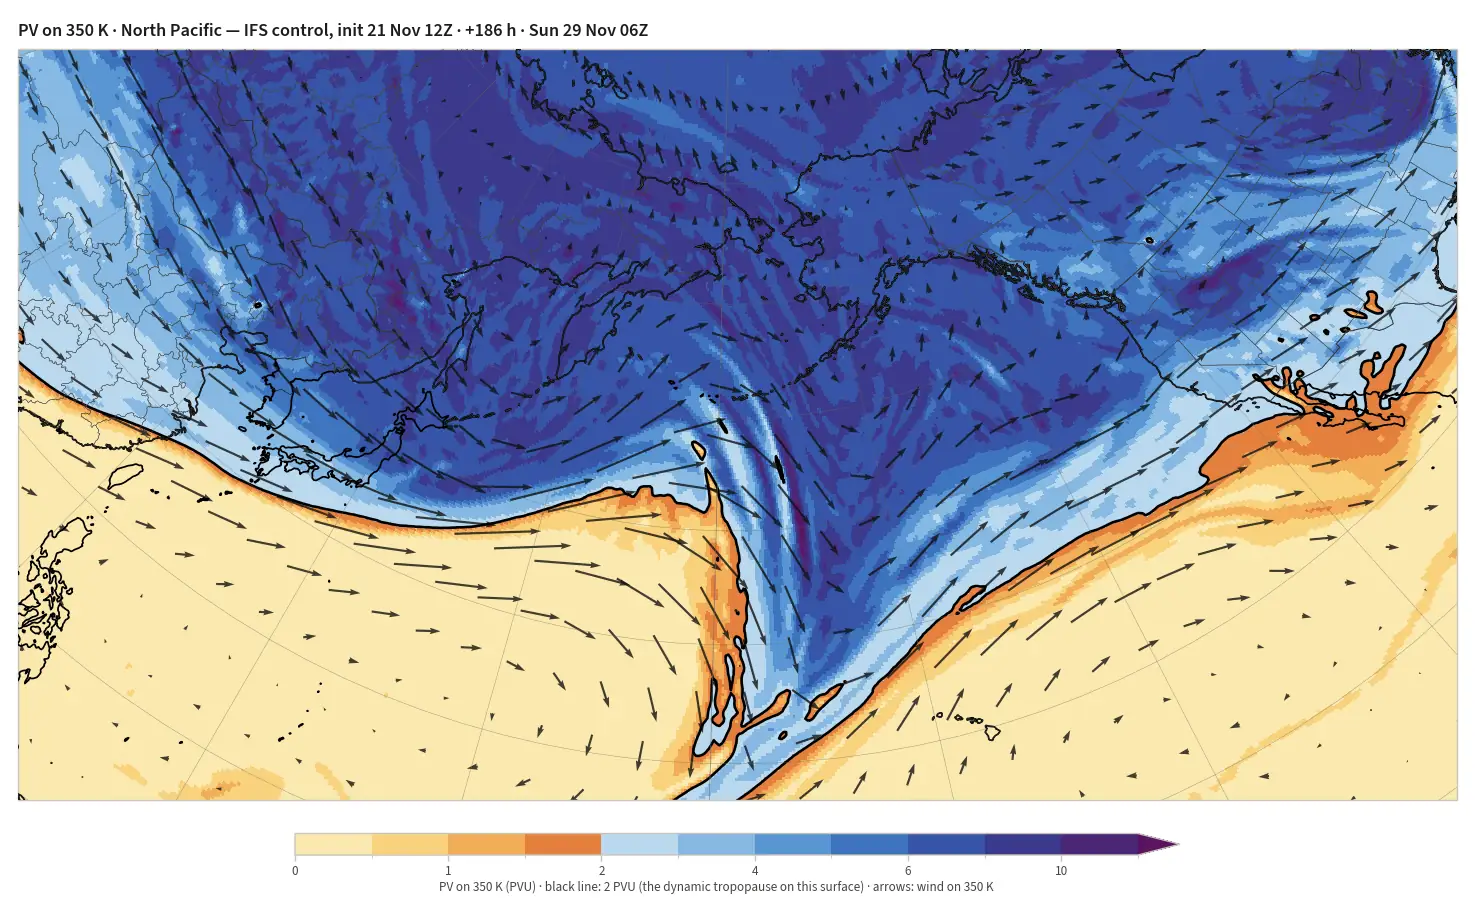 PV on 350 K · North Pacific — IFS control, init 21 Nov 12Z · +186 h · Sun 29 Nov 06Z
0 1 2 4 6 10
PV on 350 K (PVU) · black line: 2 PVU (the dynamic tropopause on this surface) · arrows: wind on 350 K